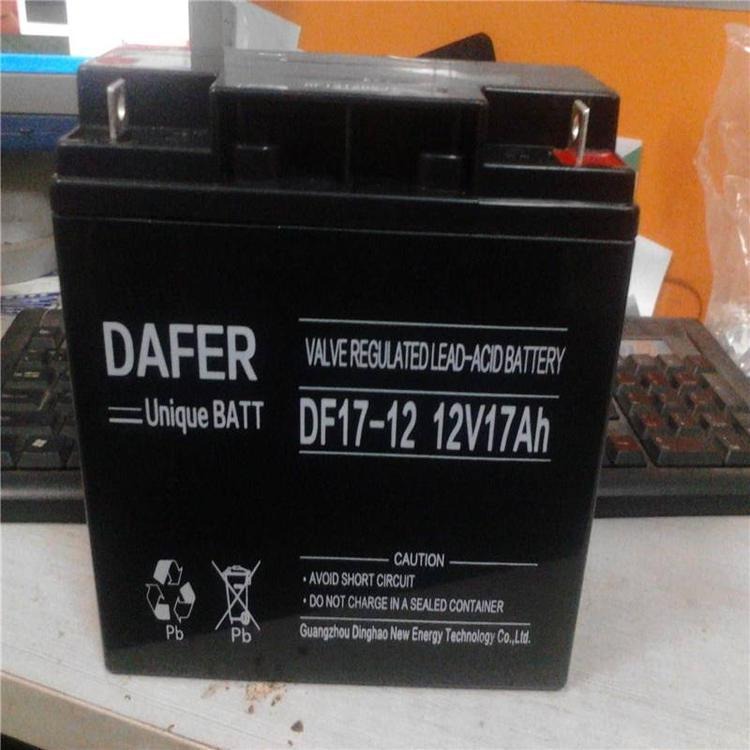 DAFER
Unique BATT
VALVE REGULATED LEAD-ACID BATTERY
DF17-12 12V17Ah
CAUTION
· AVOID SHORT CIRCUIT
· DO NOT CHARGE IN A SEALED CONTAINER
Guangzhou Dinghao New Energy Technology Co.,Ltd.
Pb
Pb